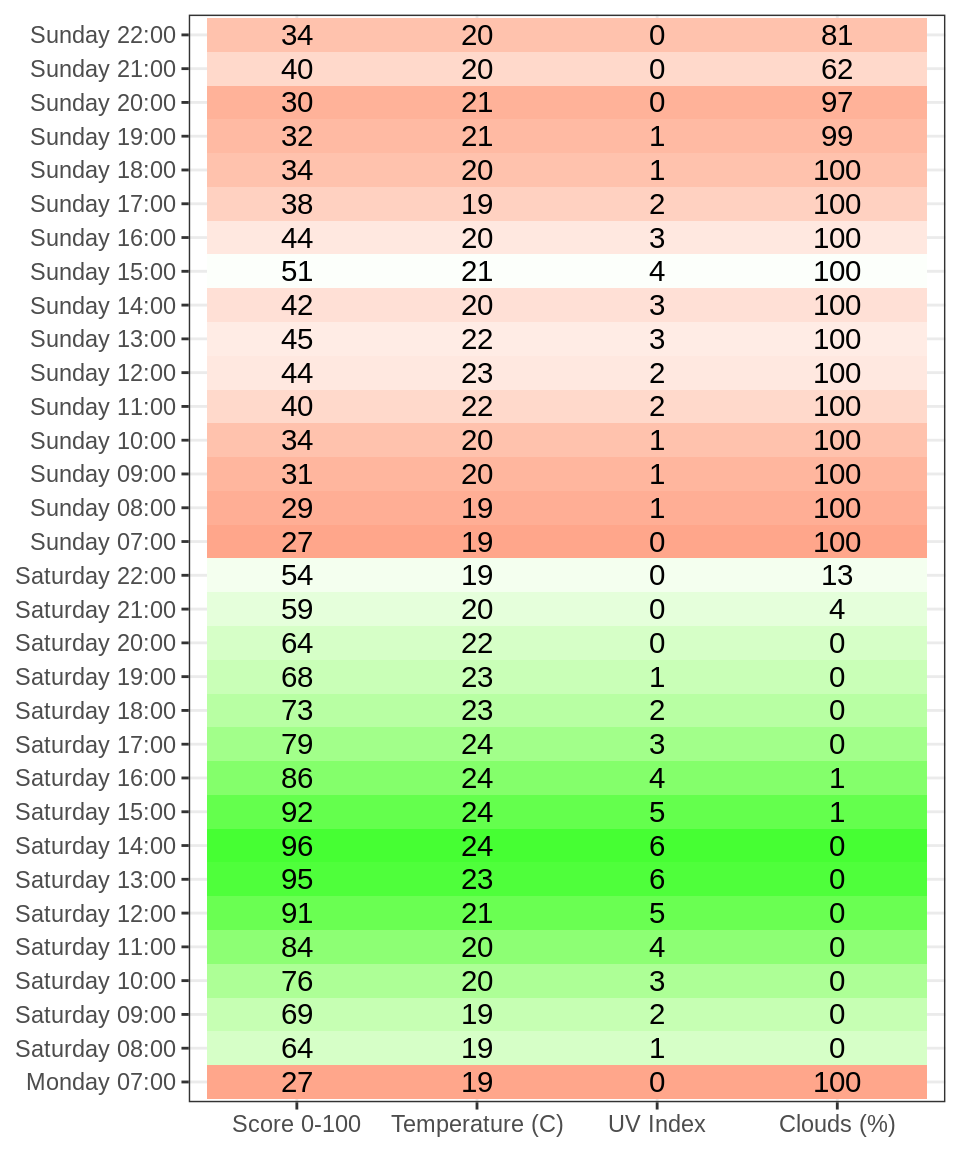 Sunday 22:00 34 20 0 81
Sunday 21:00 40 20 0 62
Sunday 20:00 30 21 0 97
Sunday 19:00 32 21 1 99
Sunday 18:00 34 20 1 100
Sunday 17:00 38 19 2 100
Sunday 16:00 44 20 3 100
Sunday 15:00 51 21 4 100
Sunday 14:00 42 20 3 100
Sunday 13:00 45 22 3 100
Sunday 12:00 44 23 2 100
Sunday 11:00 40 22 2 100
Sunday 10:00 34 20 1 100
Sunday 09:00 31 20 1 100
Sunday 08:00 29 19 1 100
Sunday 07:00 27 19 0 100
Saturday 22:00 54 19 0 13
Saturday 21:00 59 20 0 4
Saturday 20:00 64 22 0 0
Saturday 19:00 68 23 1 0
Saturday 18:00 73 23 2 0
Saturday 17:00 79 24 3 0
Saturday 16:00 86 24 4 1
Saturday 15:00 92 24 5 1
Saturday 14:00 96 24 6 0
Saturday 13:00 95 23 6 0
Saturday 12:00 91 21 5 0
Saturday 11:00 84 20 4 0
Saturday 10:00 76 20 3 0
Saturday 09:00 69 19 2 0
Saturday 08:00 64 19 1 0
Monday 07:00 27 19 0 100
Score 0-100 Temperature (C) UV Index Clouds (%)